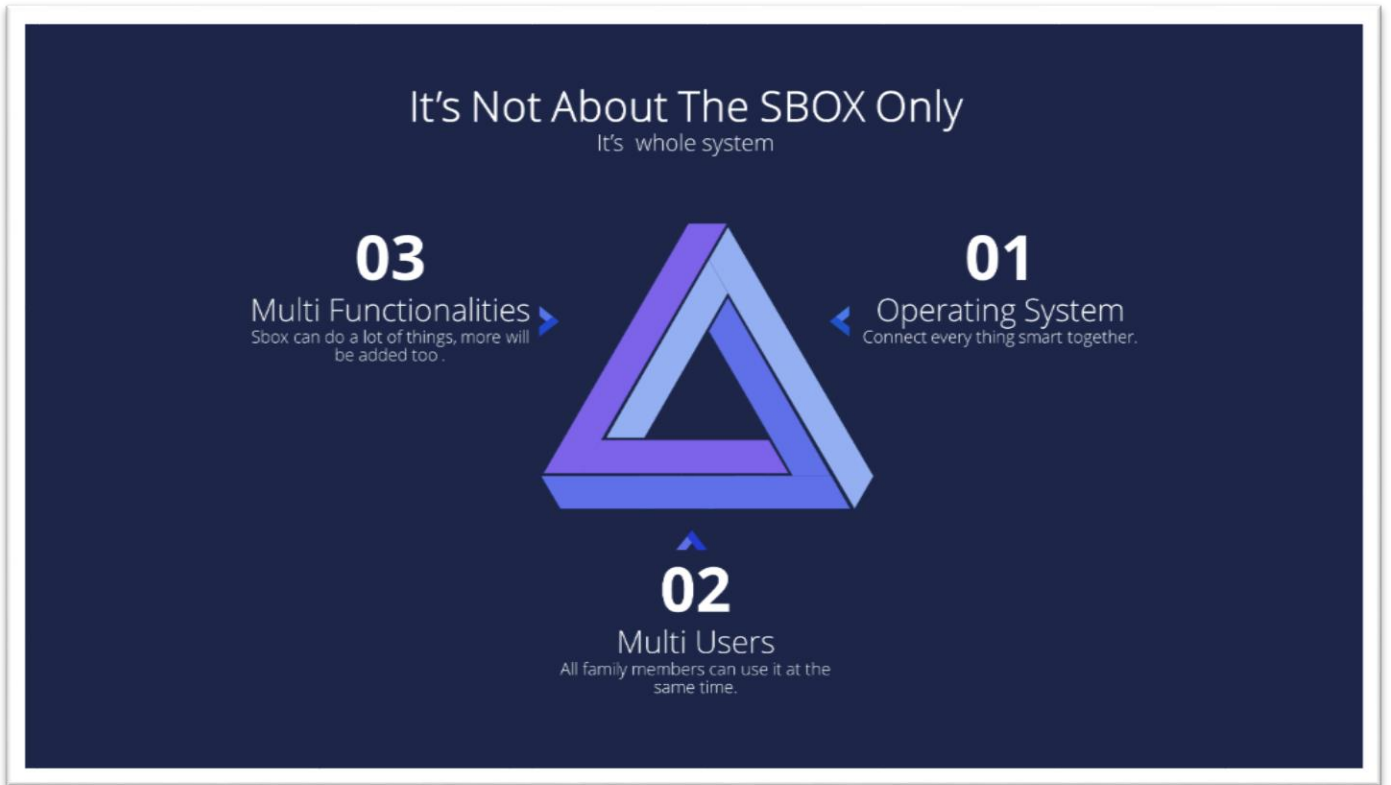 It's Not About The SBOX Only
It's whole system
03
Multi Functionalities
Sbox can do a lot of things, more will
be added too .
01
Operating System
Connect every thing smart together.
02
Multi Users
All family members can use it at the
same time.